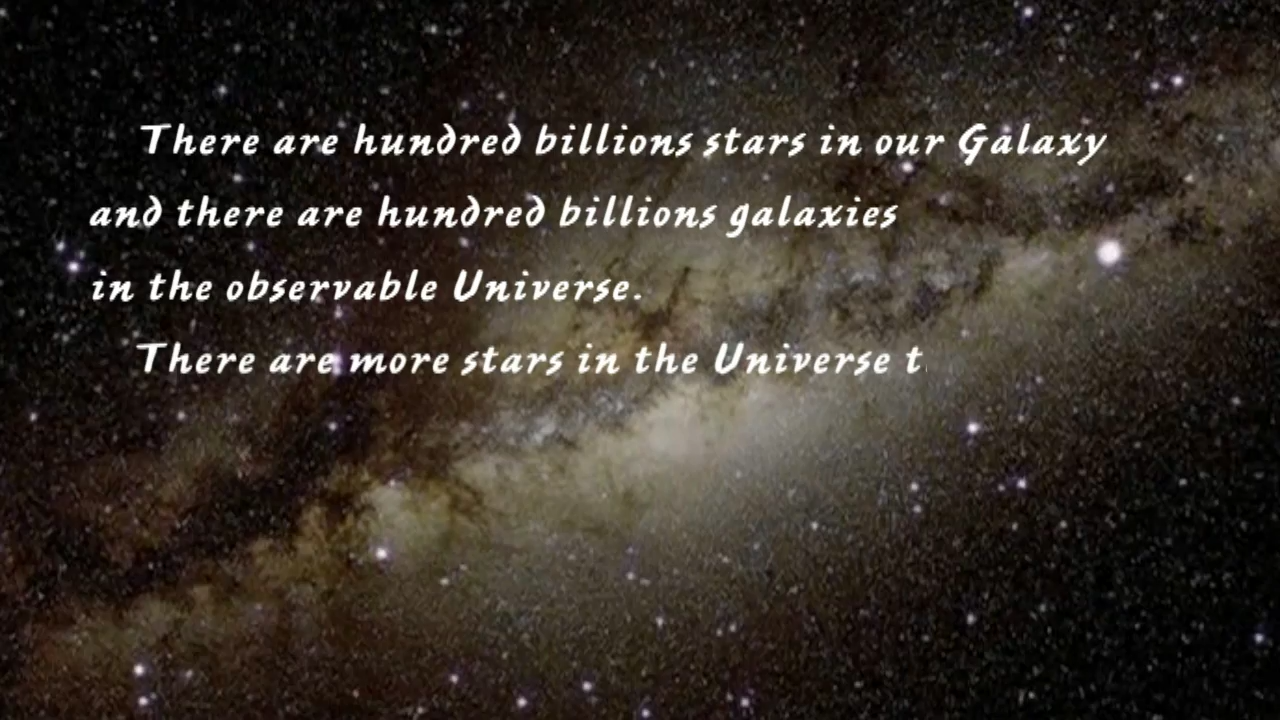 There are hundred billions stars in our Galaxy
and there are hundred billions galaxies
in the observable Universe.
There are more stars in the Universe t